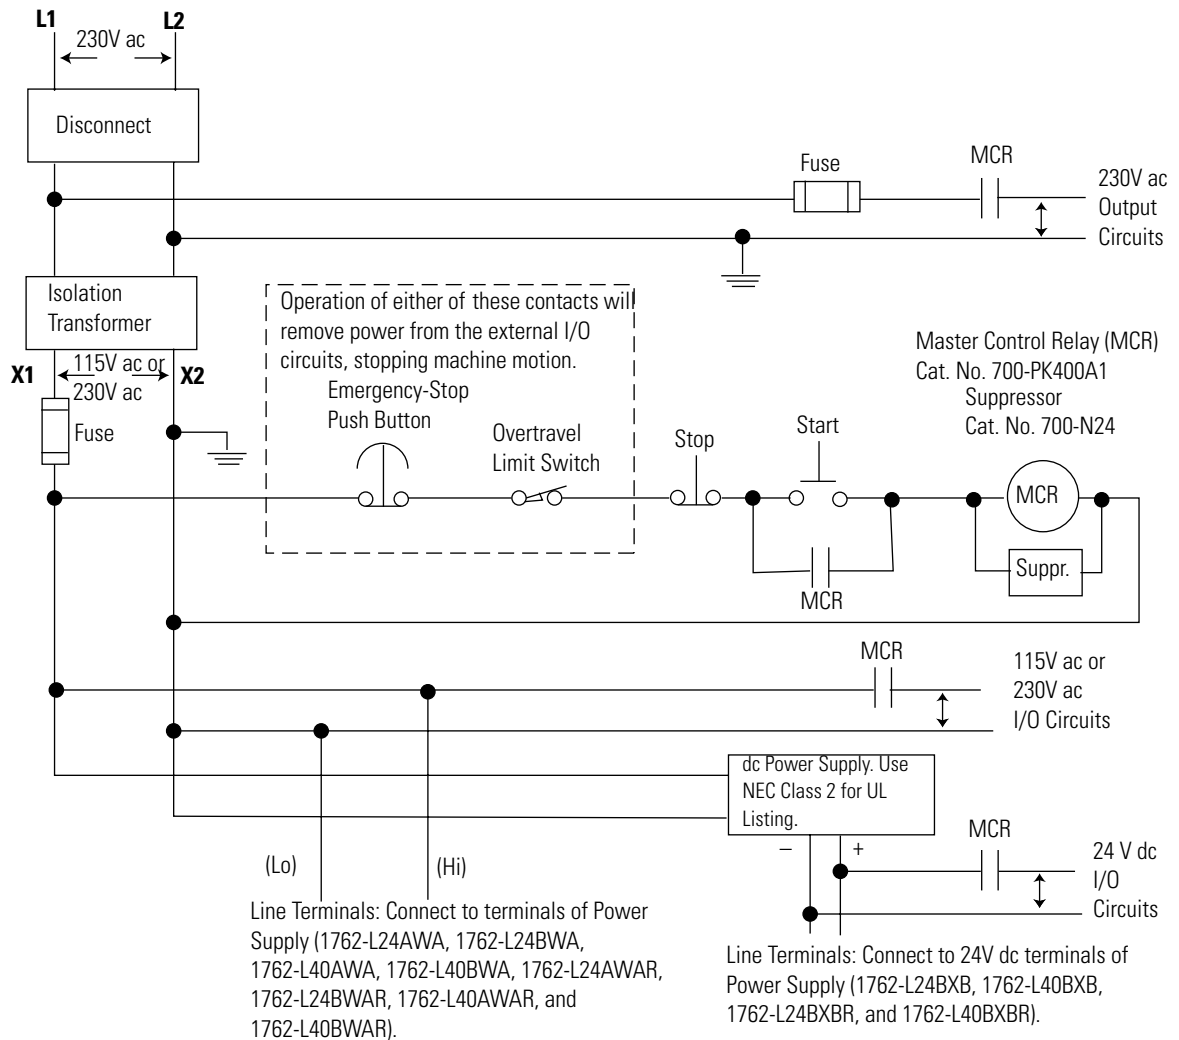 L1
L2
230V ac
Disconnect
Fuse
MCR
230V ac
Output
Circuits
Isolation
Transformer
Operation of either of these contacts will
remove power from the external I/O
circuits, stopping machine motion.
X1
115V ac or
230V ac
X2
Fuse
Emergency-Stop
Push Button
Overtravel
Limit Switch
Stop
Start
Master Control Relay (MCR)
Cat. No. 700-PK400A1
Suppressor
Cat. No. 700-N24
MCR
Suppr.
MCR
MCR
115V ac or
230V ac
I/O Circuits
dc Power Supply. Use
NEC Class 2 for UL
Listing.
– +
MCR
24 V dc
I/O
Circuits
(Lo)
(Hi)
Line Terminals: Connect to terminals of Power
Supply (1762-L24AWA, 1762-L24BWA,
1762-L40AWA, 1762-L40BWA, 1762-L24AWAR,
1762-L24BWAR, 1762-L40AWAR, and
1762-L40BWAR).
Line Terminals: Connect to 24V dc terminals of
Power Supply (1762-L24BXB, 1762-L40BXB,
1762-L24BXBR, and 1762-L40BXBR).